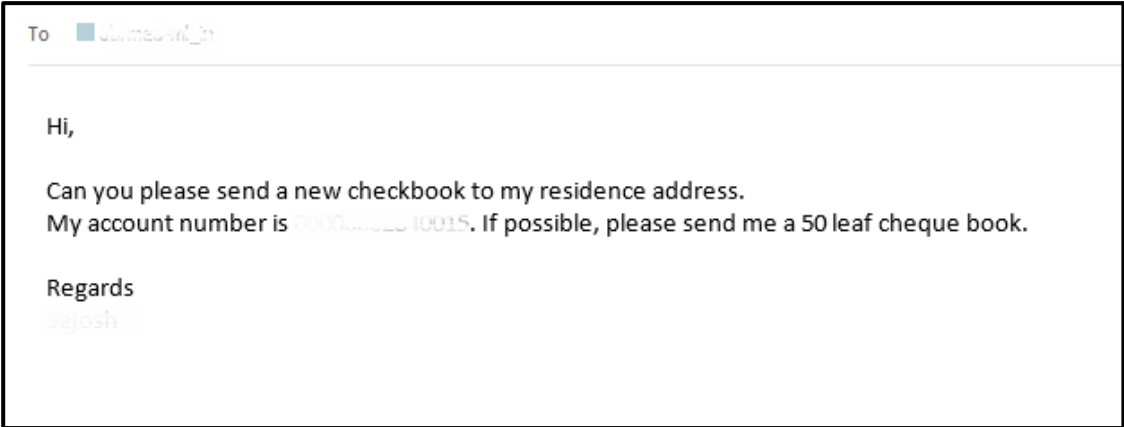 To
Hi,
Can you please send a new checkbook to my residence address.
My account number is . If possible, please send me a 50 leaf cheque book.
Regards
Sajosh